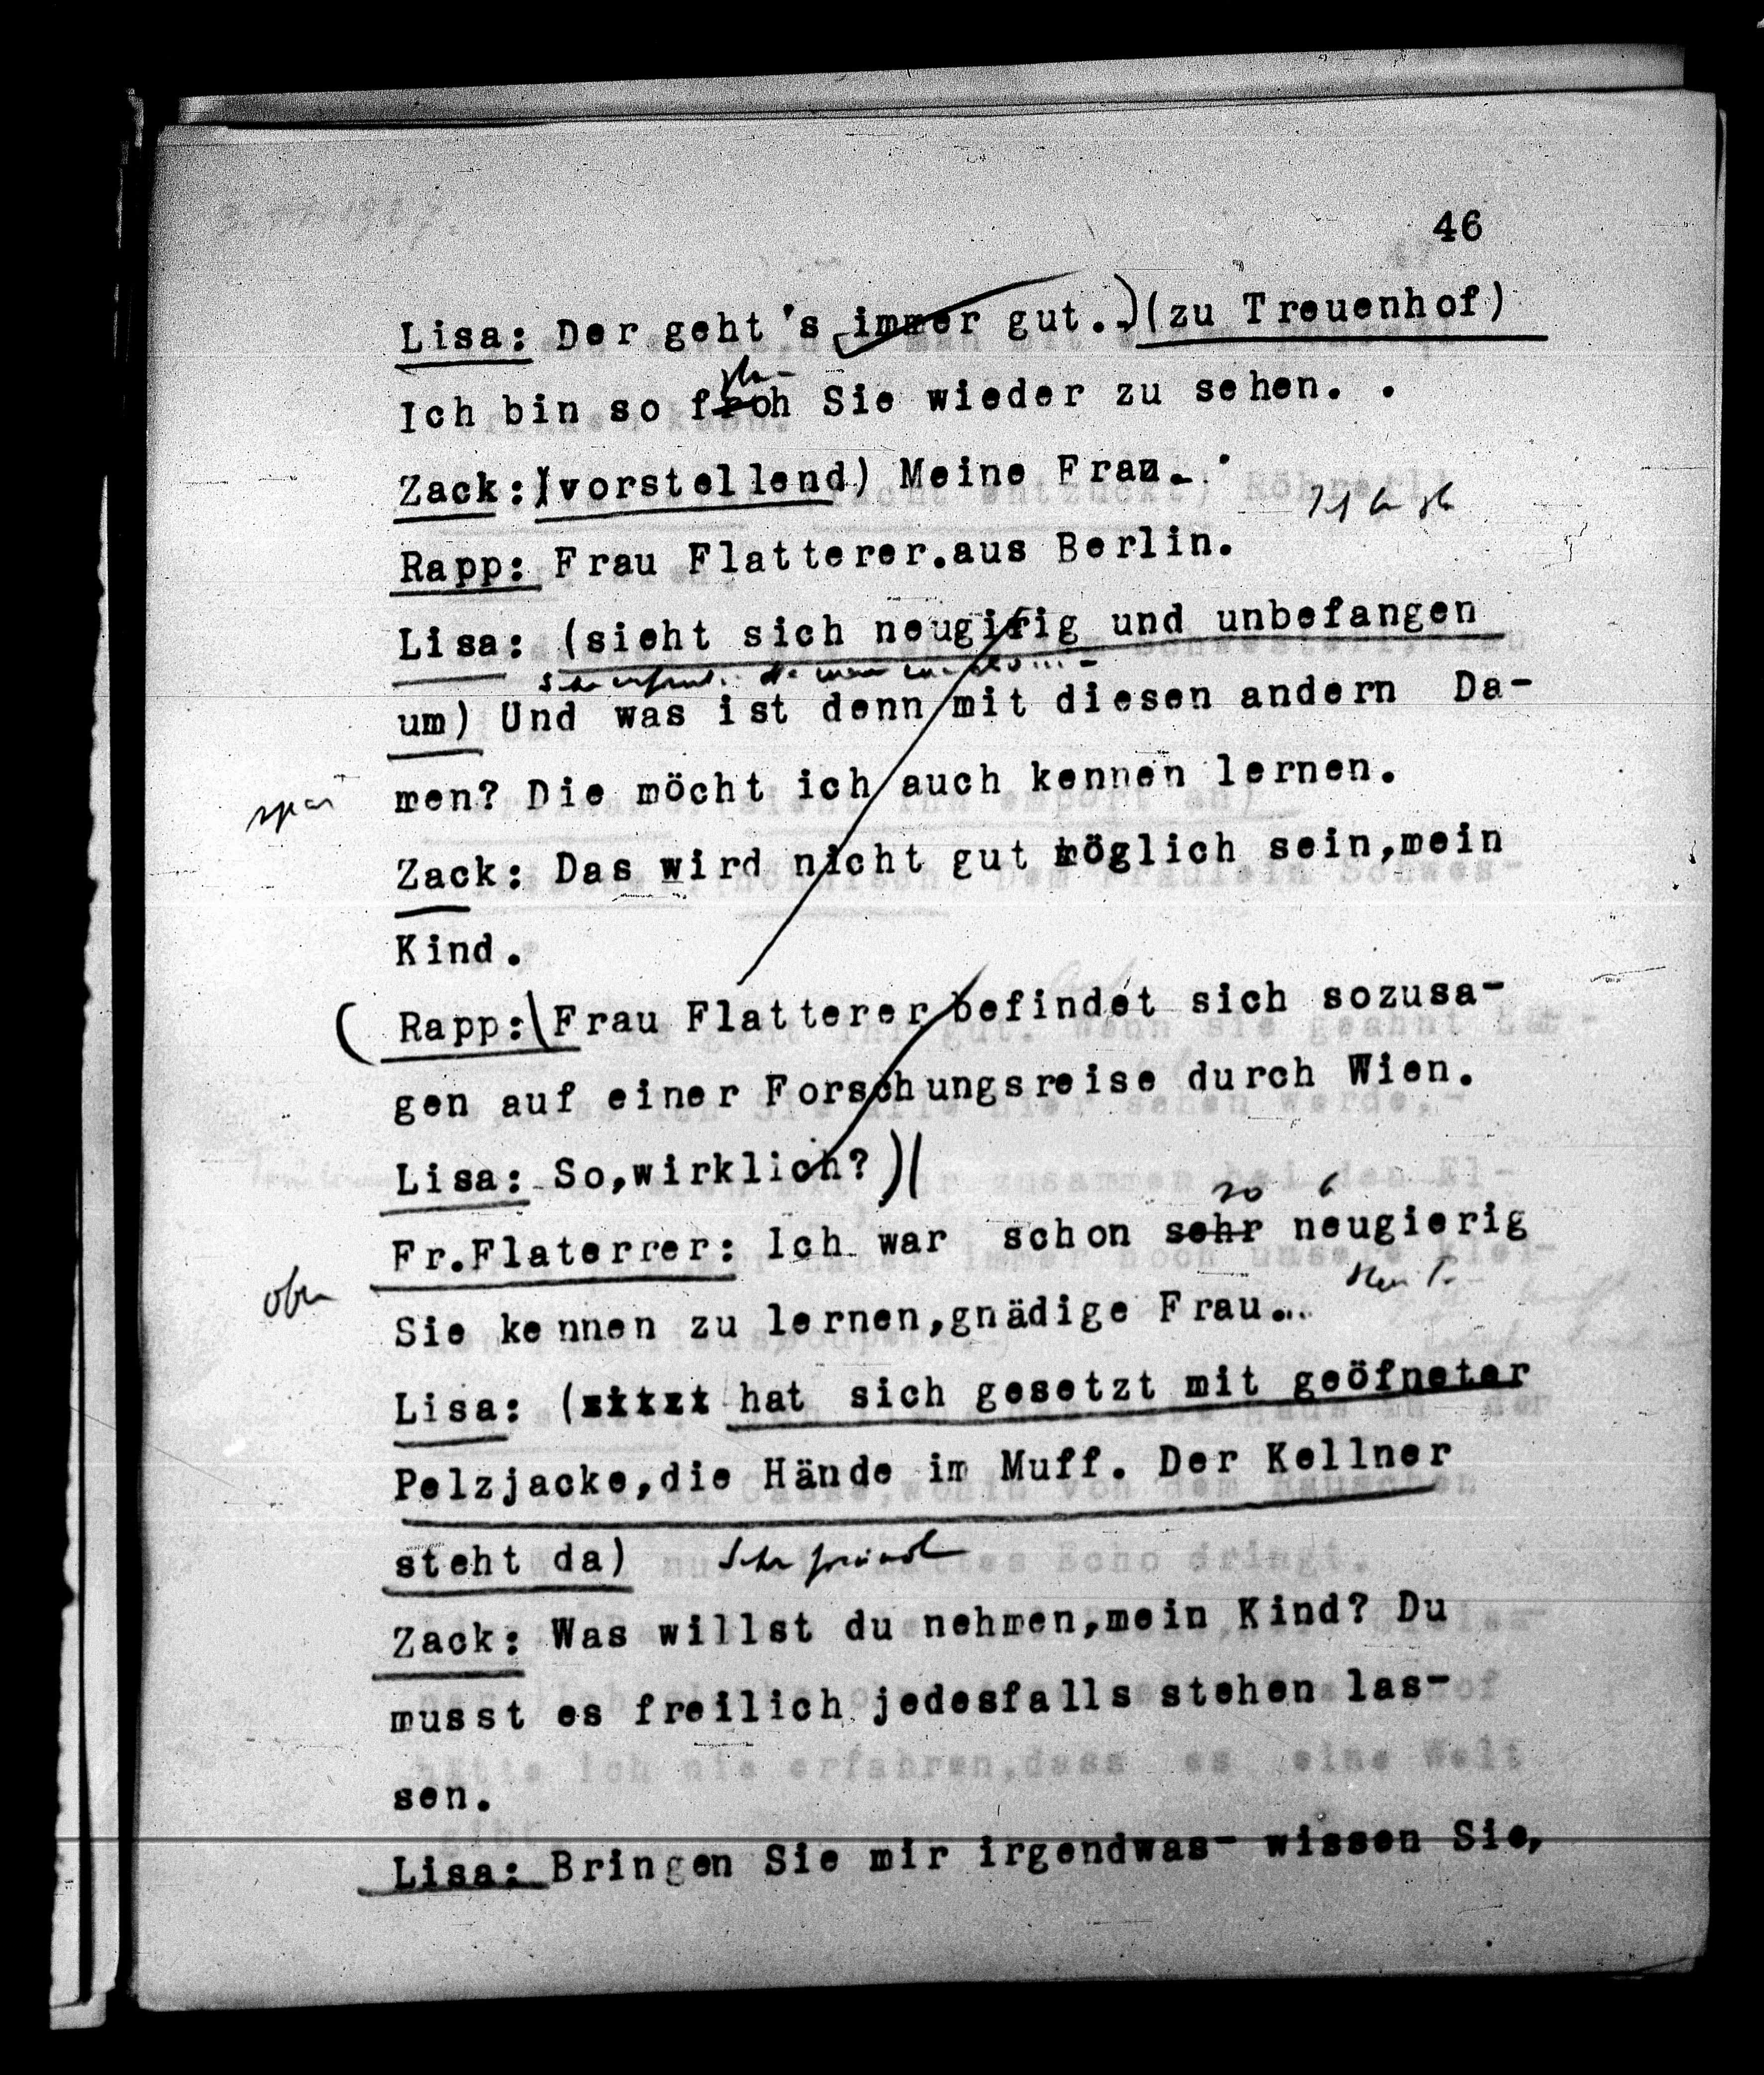 46
Lisa: Der geht's immer gut..)(zu Treuenhof)
Ich bin so froh Sie wieder zu sehen. .
Zack:(vorstellend) Meine Frau..
Rapp: Frau Flatterer.aus Berlin.
Lisa: (sieht sich neugirig und unbefangen
um) Und was ist denn mit diesen andern Da-
men? Die möcht ich auch kennen lernen.
Zack: Das wird nicht gut möglich sein,mein
Kind.
(Rapp:(Frau Flatterer befindet sich sozusa-
gen auf einer Forschungsreise durch Wien.
Lisa: So,wirklich?)(
so
Fr.Flaterrer: Ich war schon sehr neugierig
oben
Sie kennen zu lernen,gnädige Frau...
Lisa: (xxxxx hat sich gesetzt mit geöfneter
Pelzjacke,die Hände im Muff. Der Kellner
steht da) Sehr
Zack: Was willst du nehmen,mein Kind? Du
musst es freilich jedesfalls stehen las-
sen.
Lisa: Bringen Sie mir irgendwas- wissen Sie,